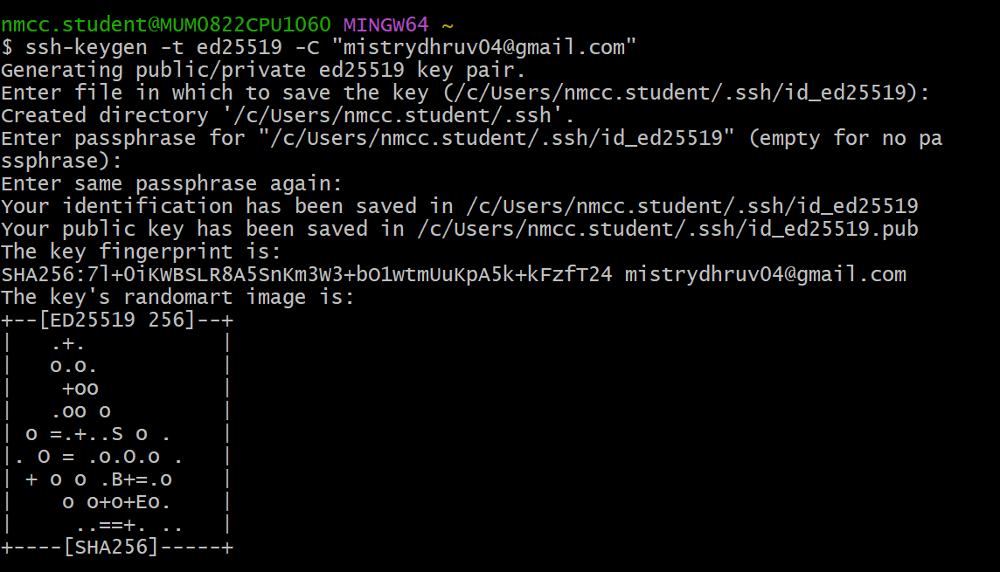 nmcc.student@MUM0822CPU1060 MINGW64 ~
$ ssh-keygen -t ed25519 -C "mistrydhruv04@gmail.com"
Generating public/private ed25519 key pair.
Enter file in which to save the key (/c/Users/nmcc.student/.ssh/id_ed25519):
Created directory '/c/Users/nmcc.student/.ssh'.
Enter passphrase for "/c/Users/nmcc.student/.ssh/id_ed25519" (empty for no pa
ssphrase):
Enter same passphrase again:
Your identification has been saved in /c/Users/nmcc.student/.ssh/id_ed25519
Your public key has been saved in /c/Users/nmcc.student/.ssh/id_ed25519.pub
The key fingerprint is:
SHA256:7l+OiKWBSLR8A5SnKm3W3+bO1wtmUuKpA5k+kFzfT24 mistrydhruv04@gmail.com
The key's randomart image is:
+--[ED25519 256]--+
|   .+.           |
|   o.o.          |
|    +oo          |
|   .oo o         |
| o =.+..S o .    |
|. O = .o.O.o .   |
| + o o .B+=.o    |
|    o o+o+Eo.    |
|     ..==+. ..   |
+----[SHA256]-----+